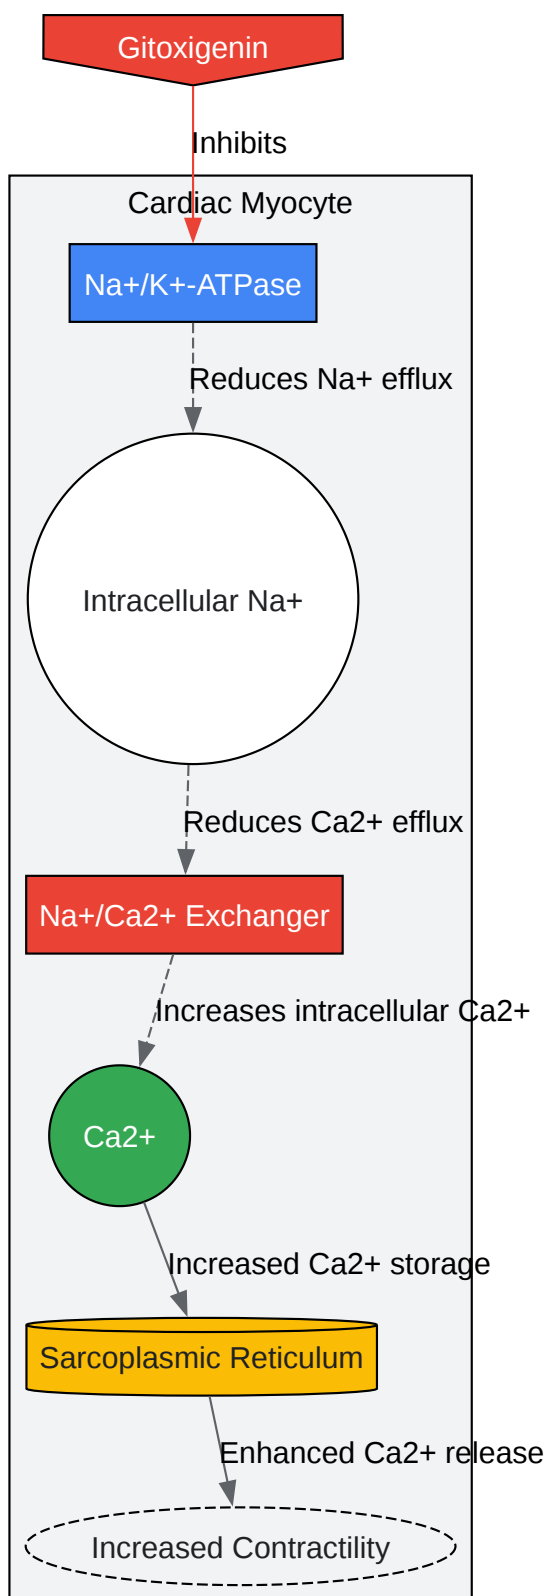 Gitoxigenin
Inhibits
Cardiac Myocyte
Na+/K+-ATPase
Reduces Na+ efflux
Intracellular Na+
Reduces Ca2+ efflux
Na+/Ca2+ Exchanger
Increases intracellular Ca2+
Ca2+
Increased Ca2+ storage
Sarcoplasmic Reticulum
Enhanced Ca2+ release
Increased Contractility